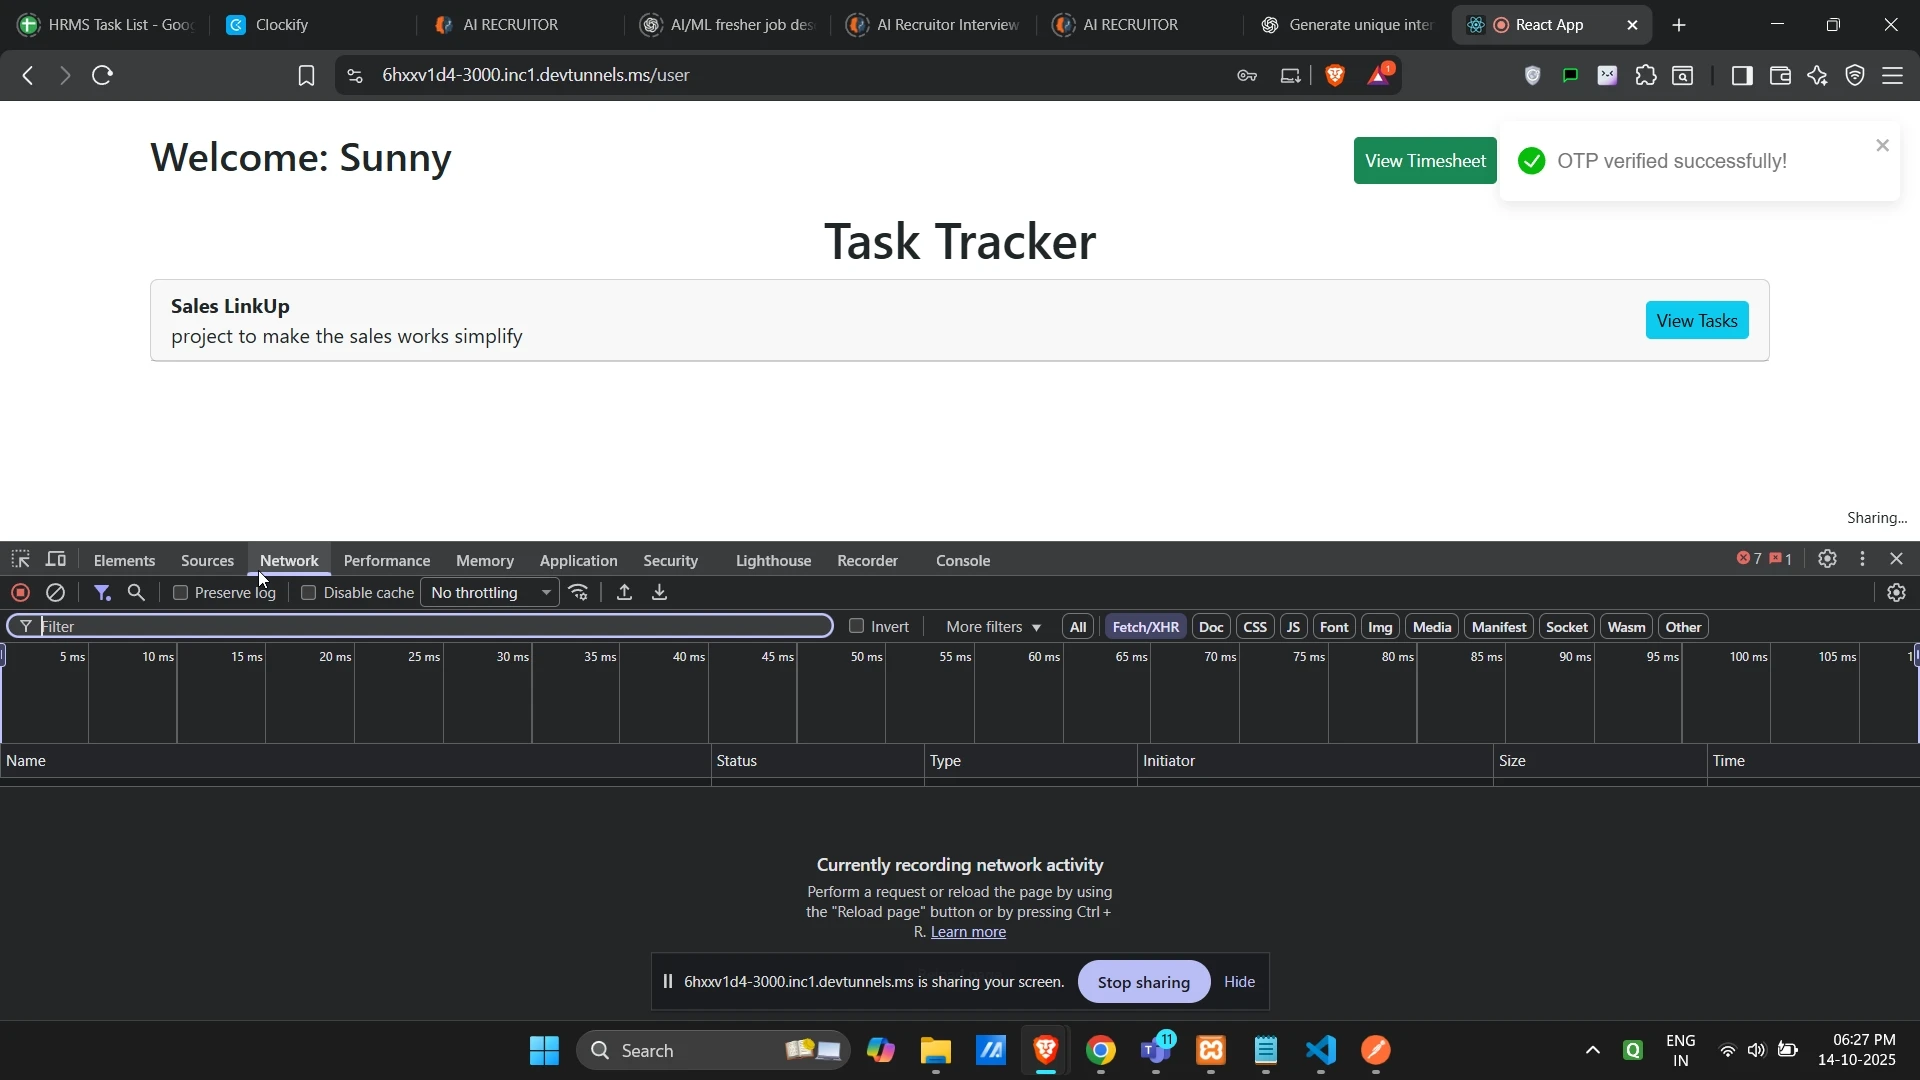 HRMS Task List - Goo
Clockify
AI RECRUITOR
AI/ML fresher job des
AI Recruitor Interview
AI RECRUITOR
Generate unique inter
React App
6hxxv1d4-3000.inc1.devtunnels.ms/user
1
Welcome: Sunny
View Timesheet
OTP verified successfully!
Task Tracker
Sales LinkUp
project to make the sales works simplify
View Tasks
Sharing...
Elements Sources Network Performance Memory Application Security Lighthouse Recorder Console
7 1
Preserve log Disable cache No throttling
Filter
Invert More filters All Fetch/XHR Doc CSS JS Font Img Media Manifest Socket Wasm Other
5 ms 10 ms 15 ms 20 ms 25 ms 30 ms 35 ms 40 ms 45 ms 50 ms 55 ms 60 ms 65 ms 70 ms 75 ms 80 ms 85 ms 90 ms 95 ms 100 ms 105 ms
Name Status Type Initiator Size Time
Currently recording network activity
Perform a request or reload the page by using
the "Reload page" button or by pressing Ctrl +
R. Learn more
6hxxv1d4-3000.inc1.devtunnels.ms is sharing your screen. Stop sharing Hide
Search
11
ENG
IN
06:27 PM
14-10-2025